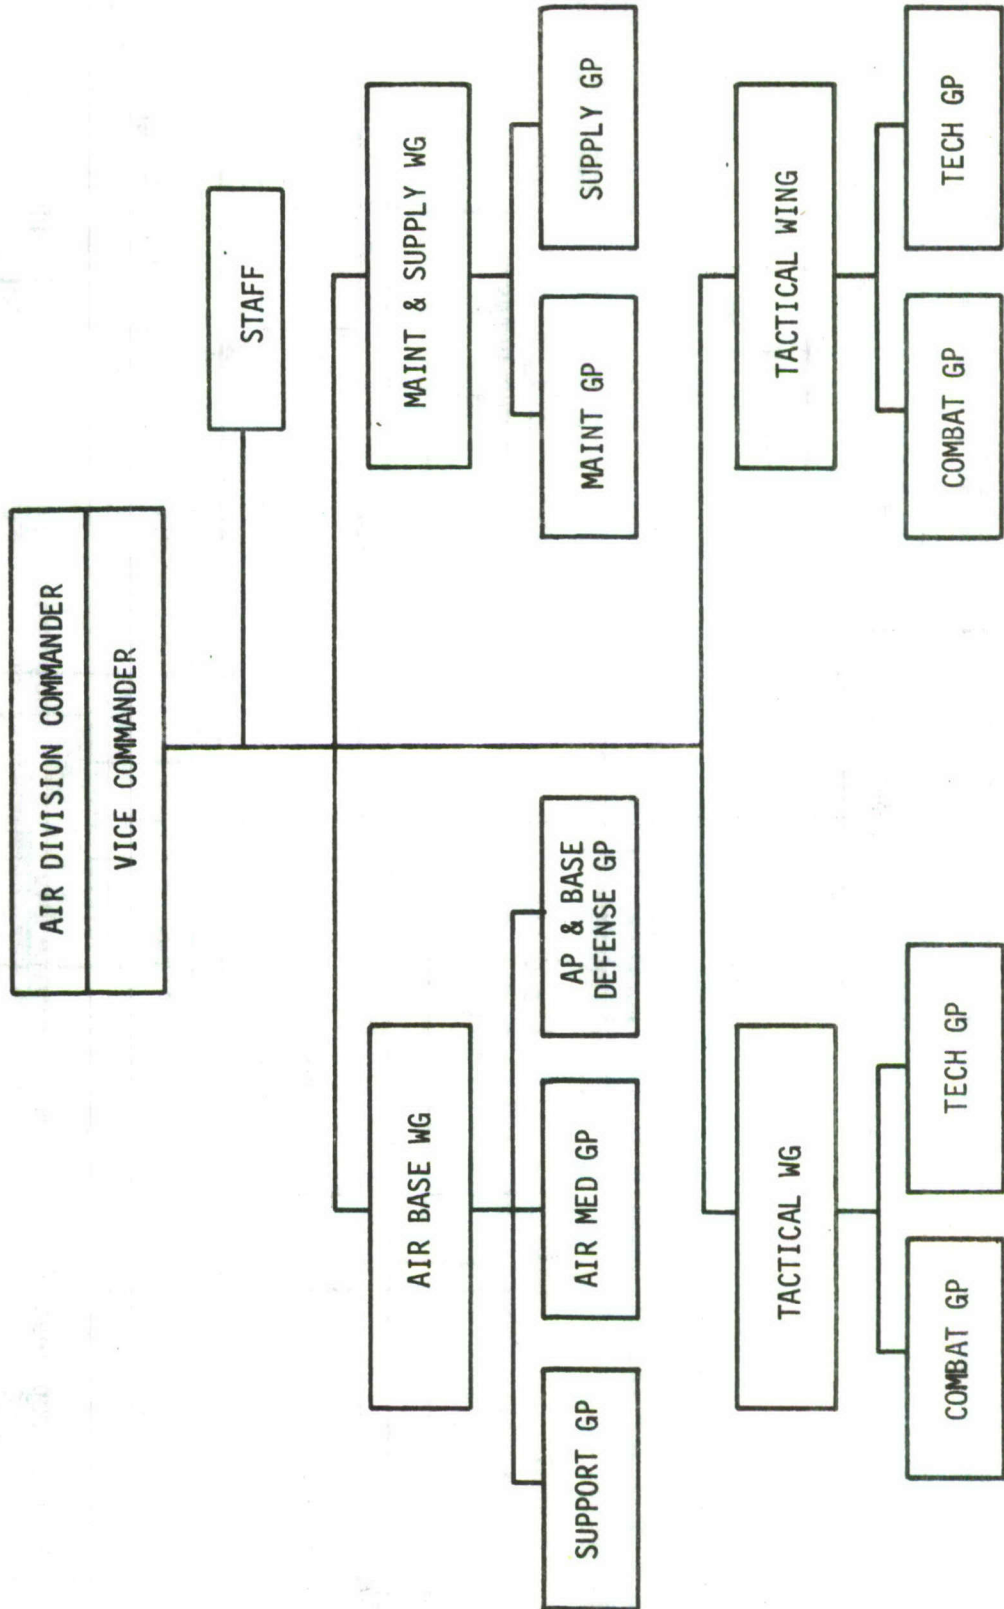 AIR DIVISION COMMANDER
VICE COMMANDER
STAFF
AIR BASE WG
MAINT & SUPPLY WG
SUPPORT GP
AIR MED GP
AP & BASE
DEFENSE GP
MAINT GP
SUPPLY GP
TACTICAL WG
TACTICAL WING
COMBAT GP
TECH GP
COMBAT GP
TECH GP